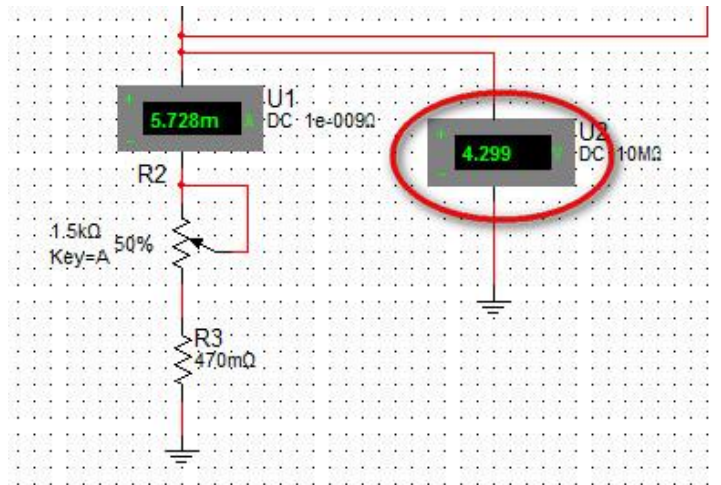 U1
5.728m A DC 1e-009Ω
U2
4.299 V DC 10MΩ
R2
1.5kΩ 50%
Key=A
R3
470mΩ